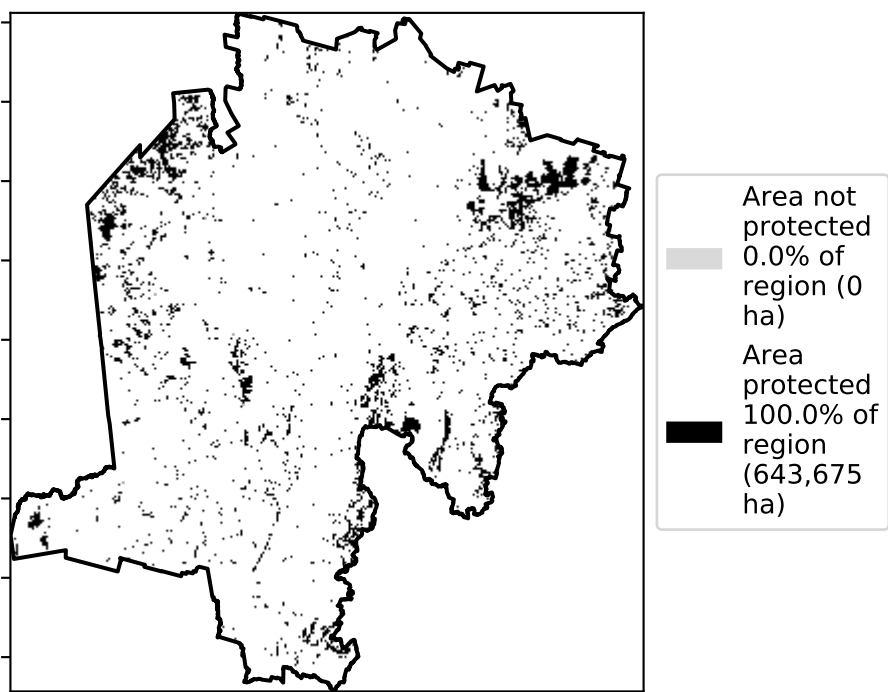 Area not
protected
0.0% of
region (0
ha)
Area
protected
100.0% of
region
(643,675
ha)